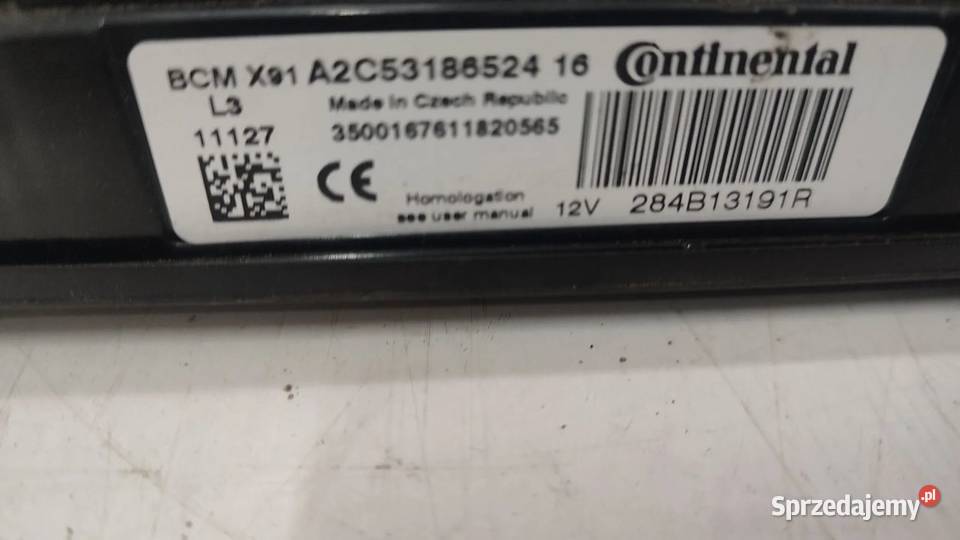 BCM X91 A2C53186524 16 Continental
L3 Made in Czech Republic
11127 3500167611820565
CE
Homologation
see user manual 12V 284B13191R
Sprzedajemy.pl